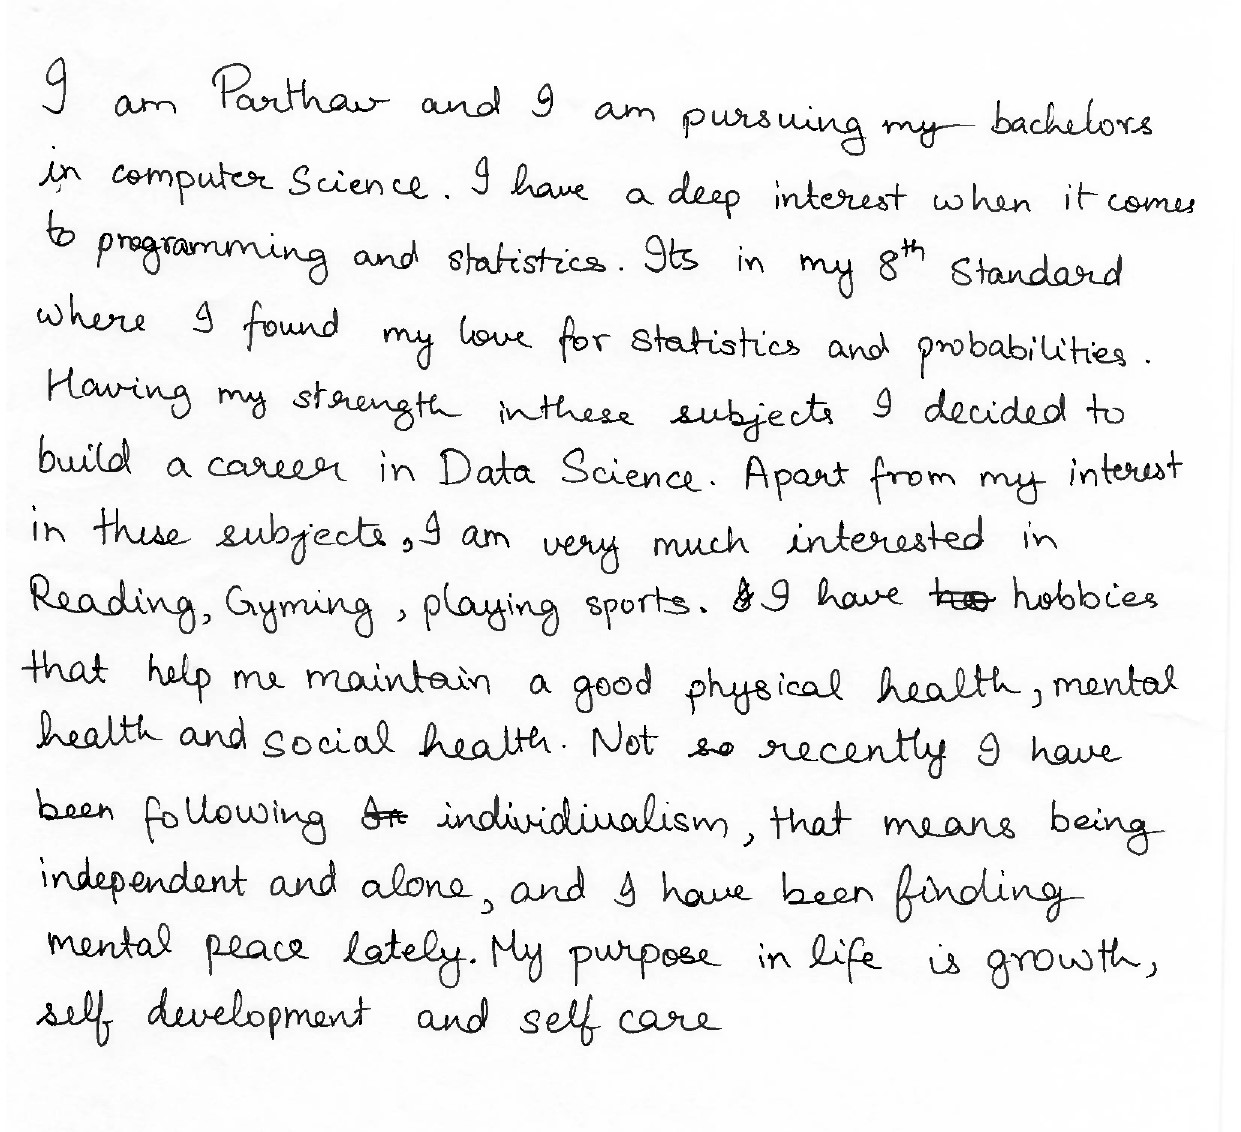 I am Parthav and I am pursuing my bachelors
in computer Science. I have a deep interest when it comes
to programming and statistics. Its in my 8th Standard
where I found my love for statistics and probabilities.
Having my strength in these subjects I decided to
build a career in Data Science. Apart from my interest
in these subjects, I am very much interested in
Reading, Gyming, playing sports. I have hobbies
that help me maintain a good physical health, mental
health and social health. Not so recently I have
been following individiualism, that means being
independent and alone, and I have been finding
mental peace lately. My purpose in life is growth,
self development and self care